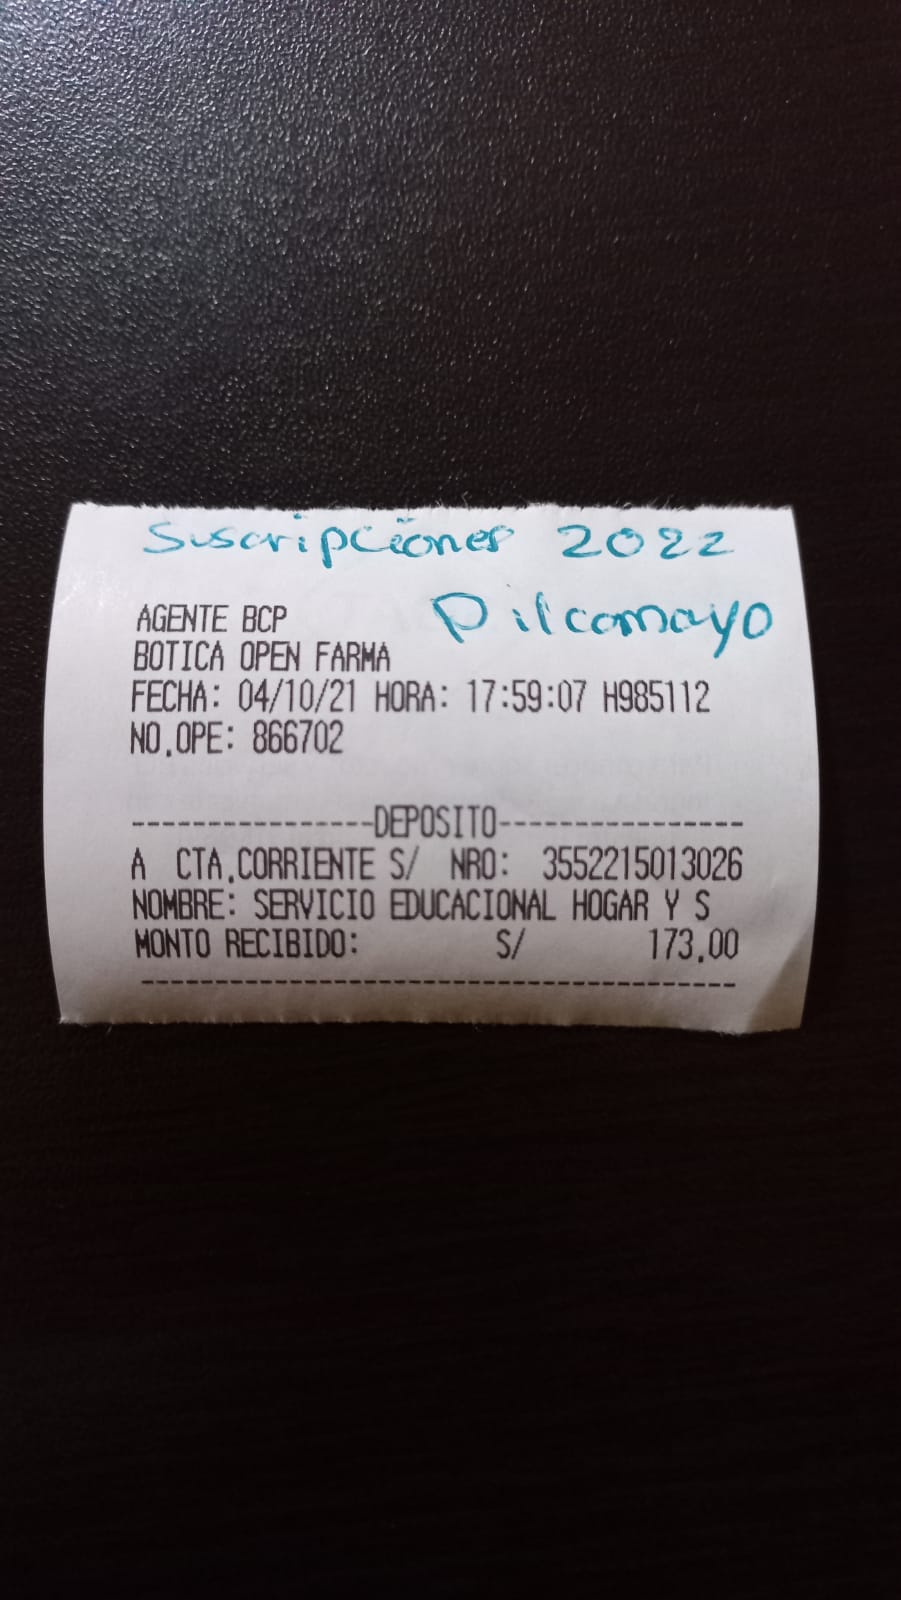 Suscripciones 2022
Pilcomayo
AGENTE BCP
BOTICA OPEN FARMA
FECHA: 04/10/21 HORA: 17:59:07 H985112
NO.OPE: 866702
----------------DEPOSITO----------------
A CTA.CORRIENTE S/ NRO: 3552215013026
NOMBRE: SERVICIO EDUCACIONAL HOGAR Y S
MONTO RECIBIDO: S/ 173.00
----------------------------------------